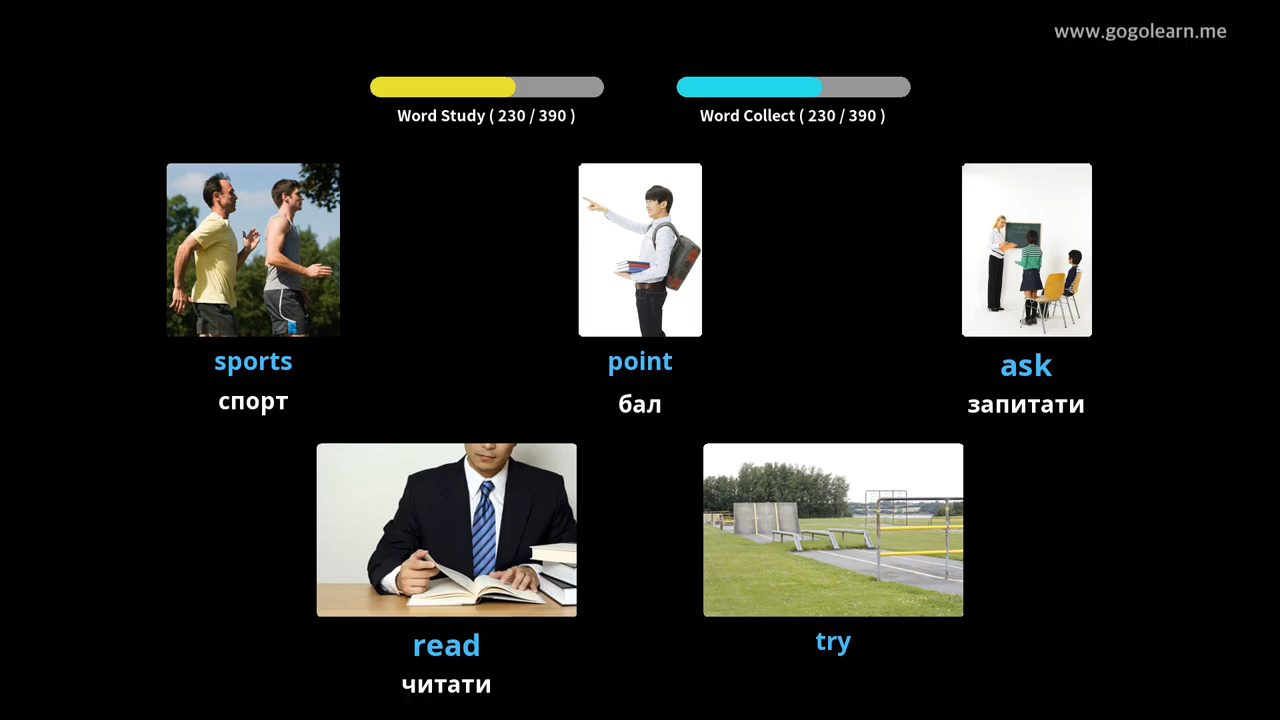 www.gogolearn.me
Word Study ( 230 / 390 )
Word Collect ( 230 / 390 )
sports
point
ask
спорт
бал
запитати
read
try
читати